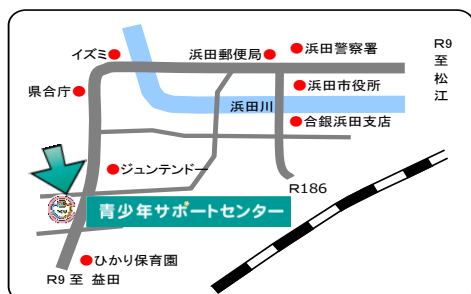 イズミ
浜田郵便局
浜田警察署
R9
至
松
江
県合庁
浜田市役所
浜田川
合銀浜田支店
ジュンテンドー
R186
青少年サポートセンター
ひかり保育園
R9 至 益田